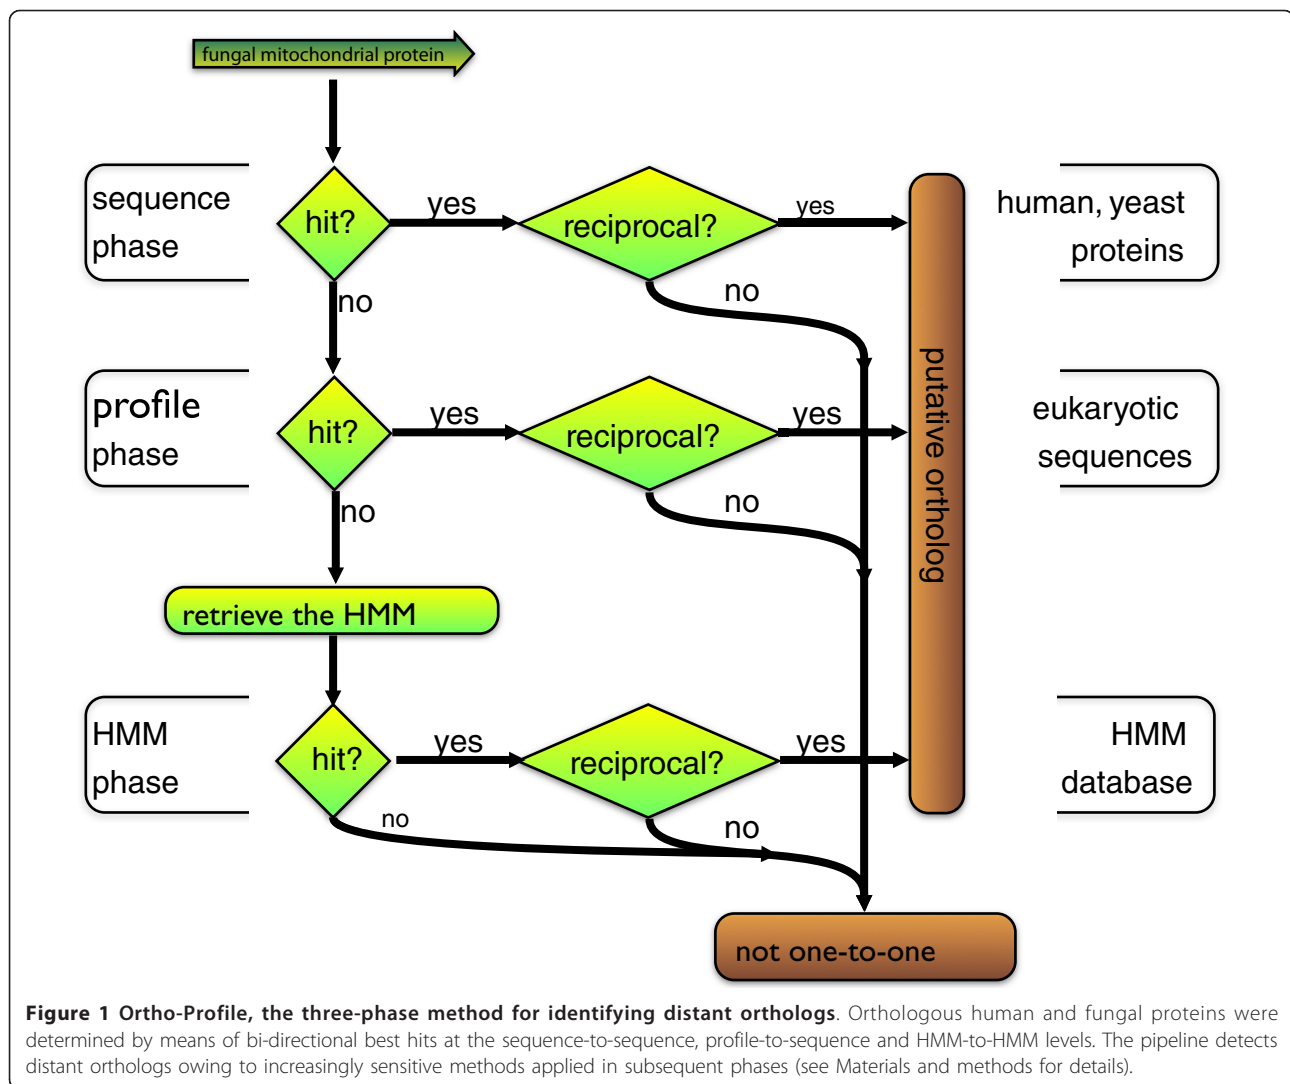 fungal mitochondrial protein
sequence
phase
hit?
yes
reciprocal?
yes
human, yeast
proteins
no
no
profile
phase
hit?
yes
reciprocal?
yes
eukaryotic
sequences
putative ortholog
no
no
retrieve the HMM
HMM
phase
hit?
yes
reciprocal?
yes
HMM
database
no
no
not one-to-one
Figure 1 Ortho-Profile, the three-phase method for identifying distant orthologs. Orthologous human and fungal proteins were
determined by means of bi-directional best hits at the sequence-to-sequence, profile-to-sequence and HMM-to-HMM levels. The pipeline detects
distant orthologs owing to increasingly sensitive methods applied in subsequent phases (see Materials and methods for details).